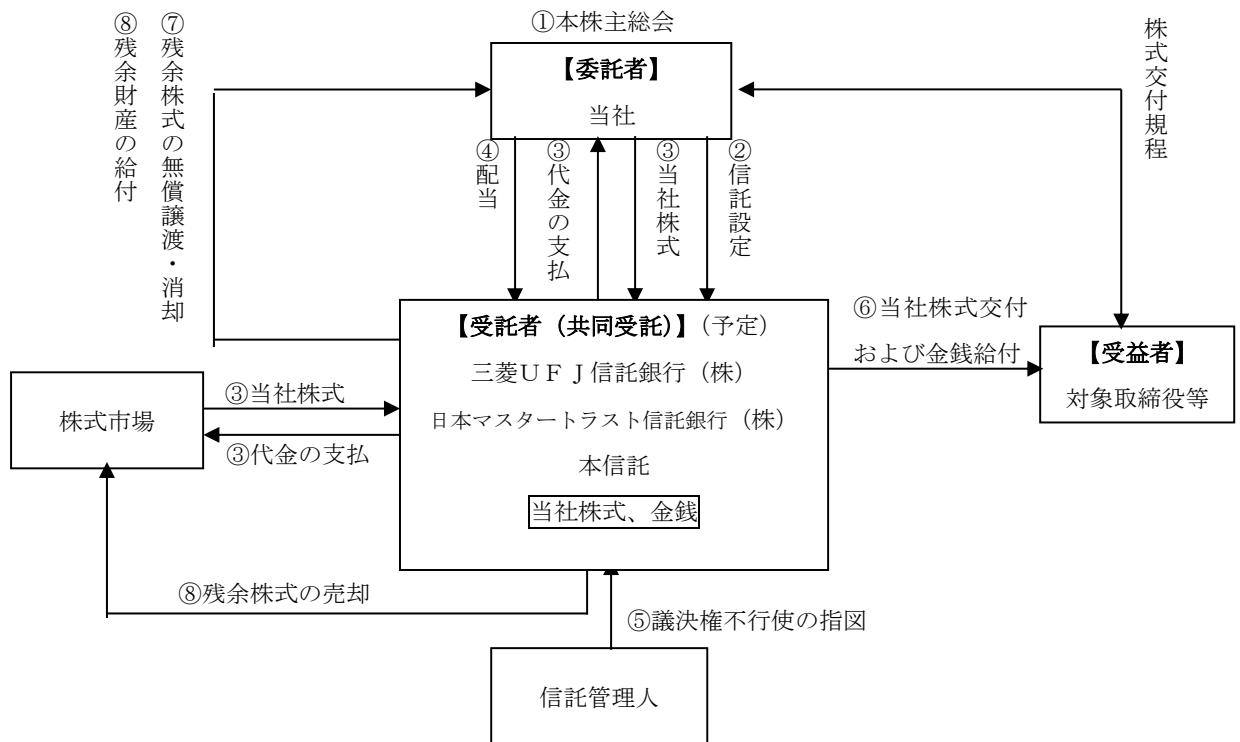 ⑧残余財産の給付
⑦残余株式の無償譲渡・消却
①本株主総会
【委託者】
当社
株式交付規程
④配当
③代金の支払
③当社株式
②信託設定
【受託者（共同受託）】（予定）
三菱ＵＦＪ信託銀行（株）
日本マスタートラスト信託銀行（株）
本信託
当社株式、金銭
⑥当社株式交付
および金銭給付
【受益者】
対象取締役等
株式市場
③当社株式
③代金の支払
⑧残余株式の売却
⑤議決権不行使の指図
信託管理人